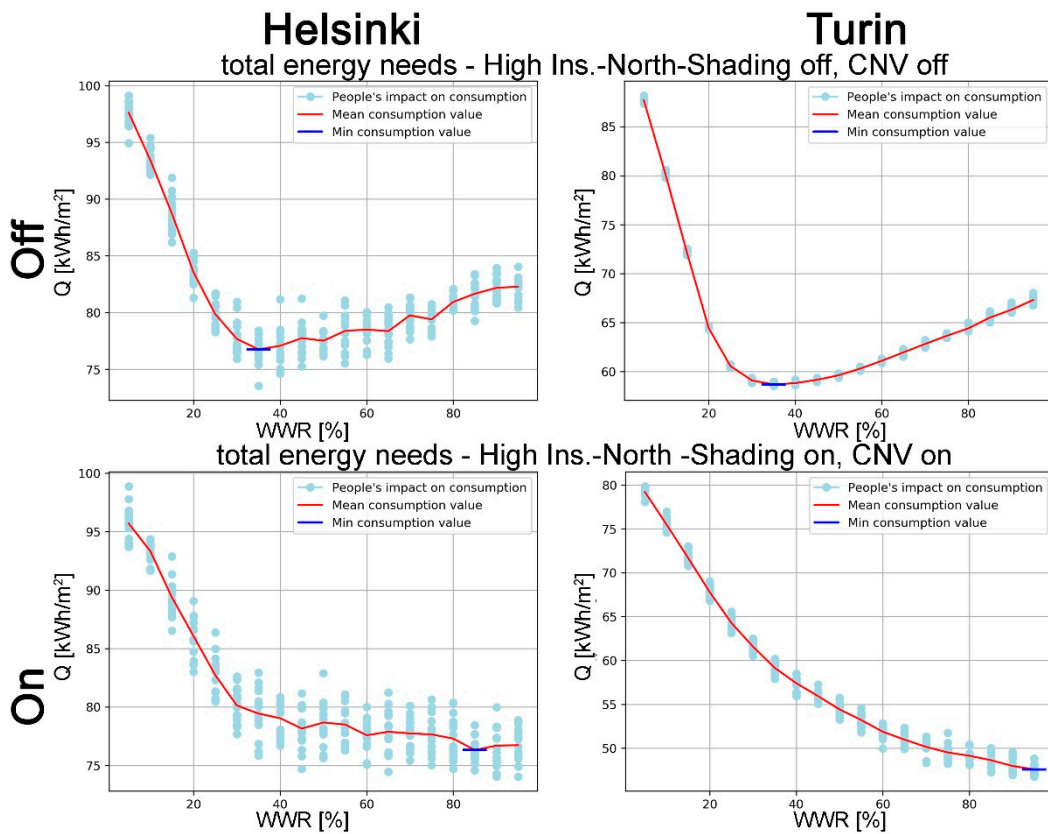 Helsinki
Turin
total energy needs - High Ins.-North-Shading off, CNV off
Off
Q [kWh/m²]
100
95
90
85
80
75
People's impact on consumption
Mean consumption value
Min consumption value
20
40
60
80
WWR [%]
Q [kWh/m²]
85
80
75
70
65
60
People's impact on consumption
Mean consumption value
Min consumption value
20
40
60
80
WWR [%]
total energy needs - High Ins.-North -Shading on, CNV on
On
Q [kWh/m²]
100
95
90
85
80
75
People's impact on consumption
Mean consumption value
Min consumption value
20
40
60
80
WWR [%]
Q [kWh/m²]
80
75
70
65
60
55
50
People's impact on consumption
Mean consumption value
Min consumption value
20
40
60
80
WWR [%]